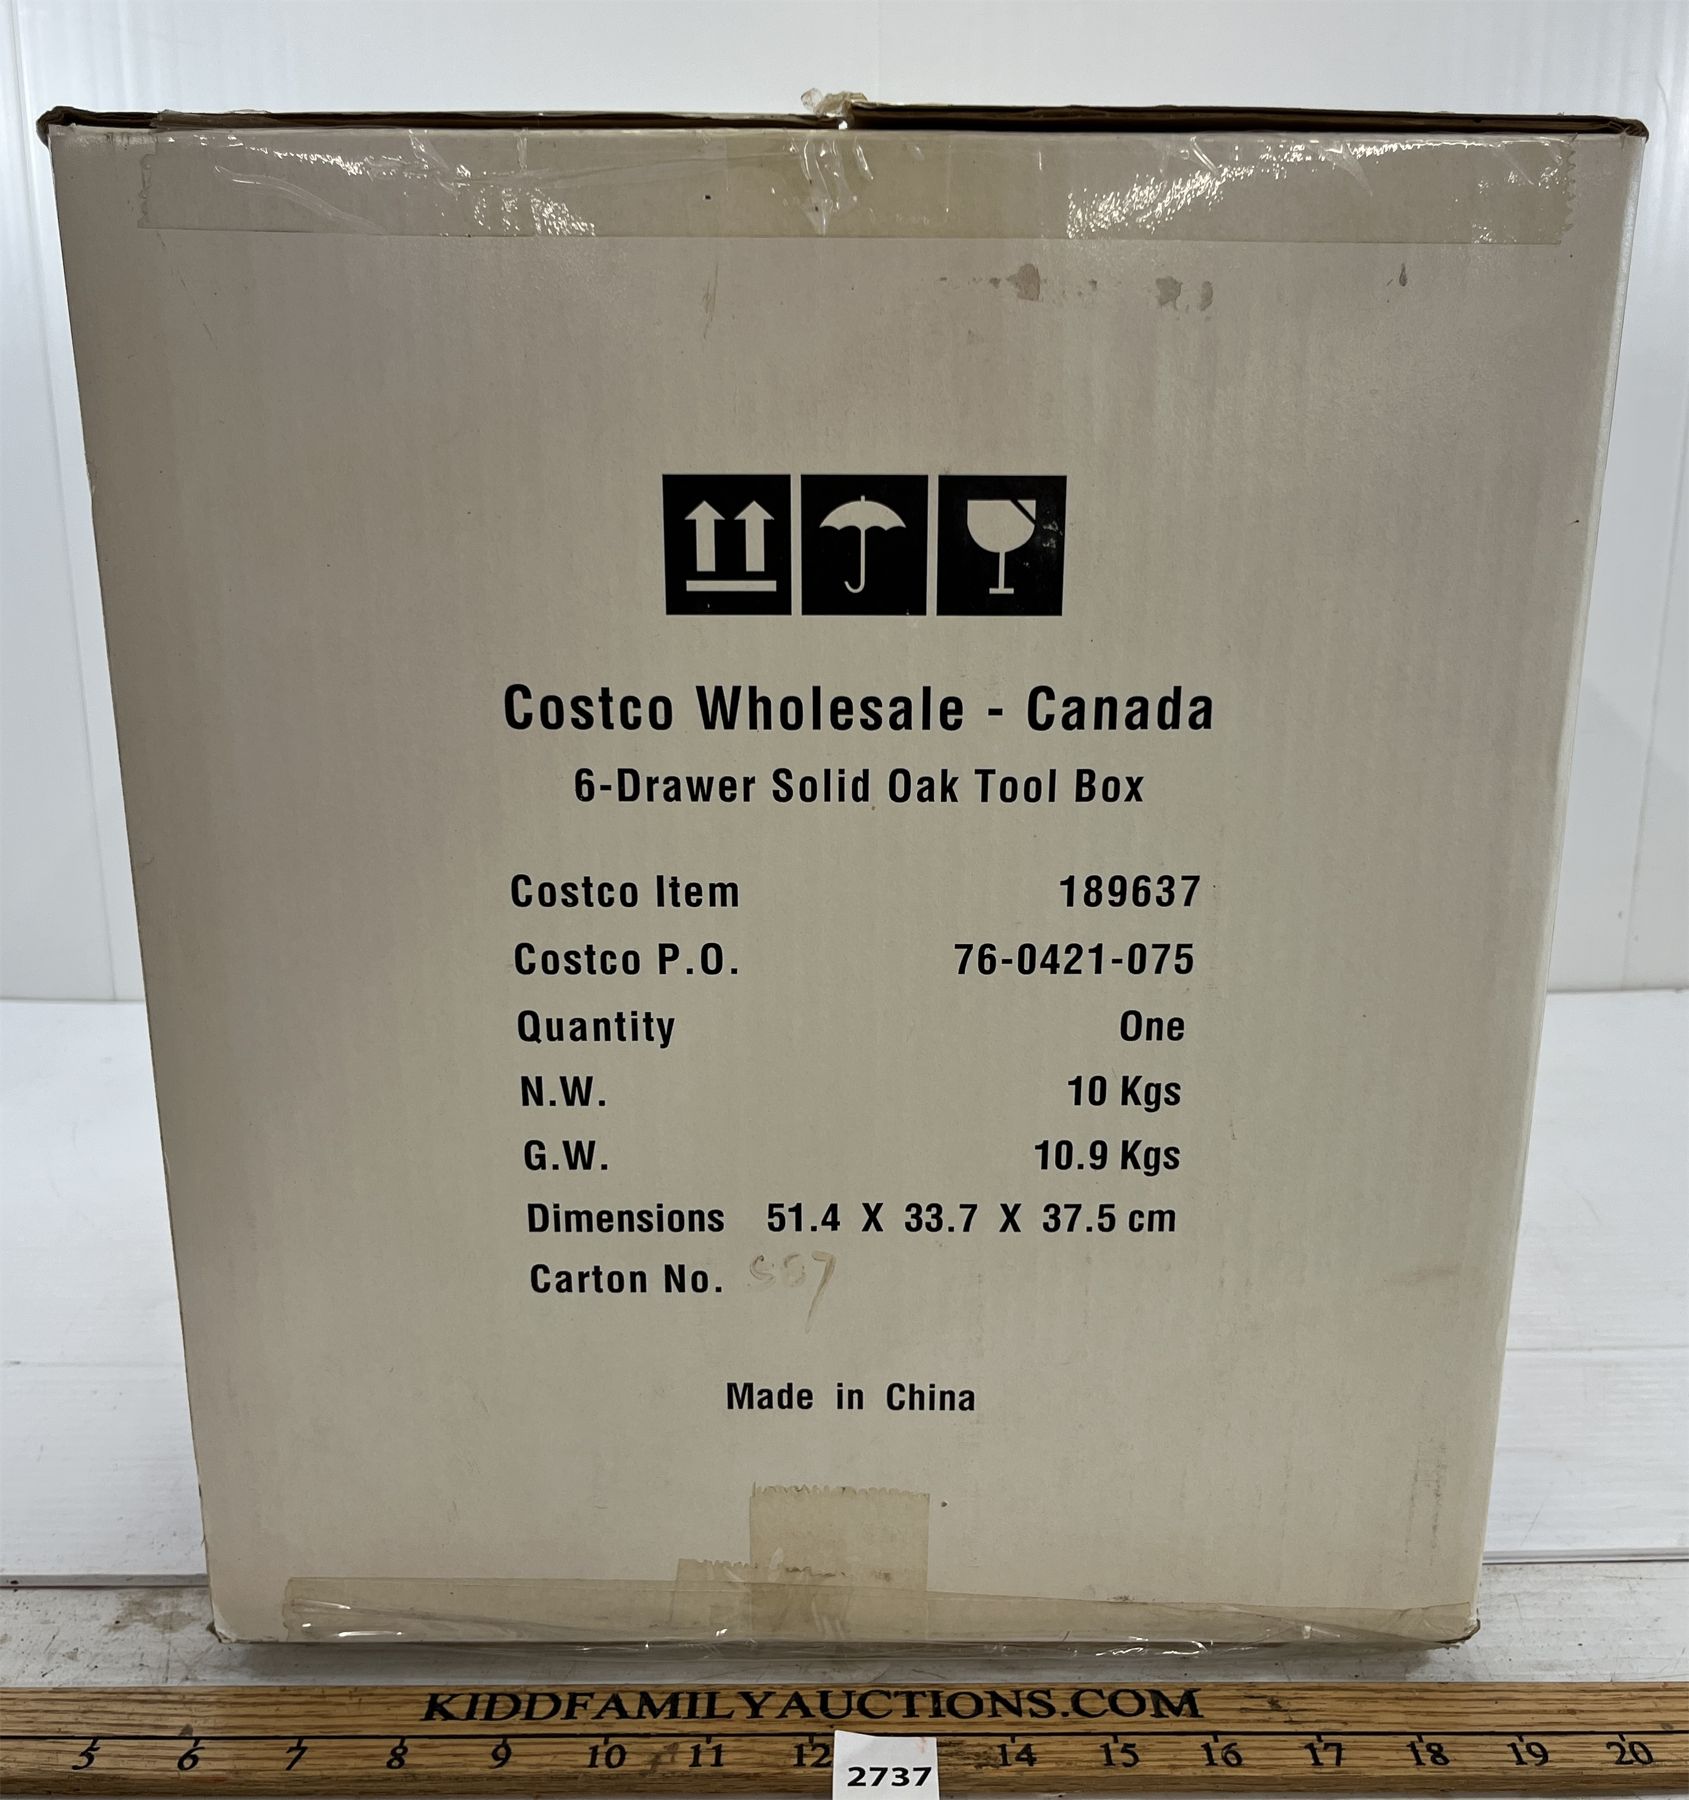 Costco Wholesale - Canada
6-Drawer Solid Oak Tool Box
Costco Item 189637
Costco P.O. 76-0421-075
Quantity One
N.W. 10 Kgs
G.W. 10.9 Kgs
Dimensions 51.4 X 33.7 X 37.5 cm
Carton No. 507
Made in China
KIDDFAMILYAUCTIONS.COM
5 6 7 8 9 10 11 12 14 15 16 17 18 19 20
2737